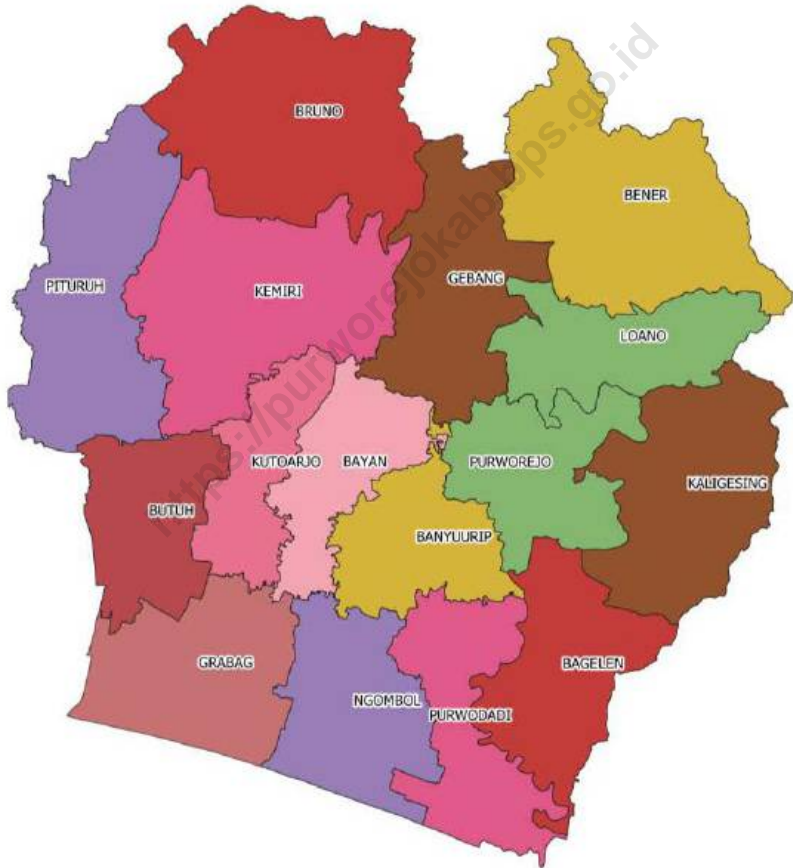 BRUNO
BENER
PITURUH
KEMIRI
GEBANG
LOANO
KUTOARJO
BAYAN
PURWOREJO
KALIGESING
BUTUH
BANYUURIP
GRABAG
BAGELEN
NGOMBOL
PURWODADI
https://purworejokab.bps.go.id